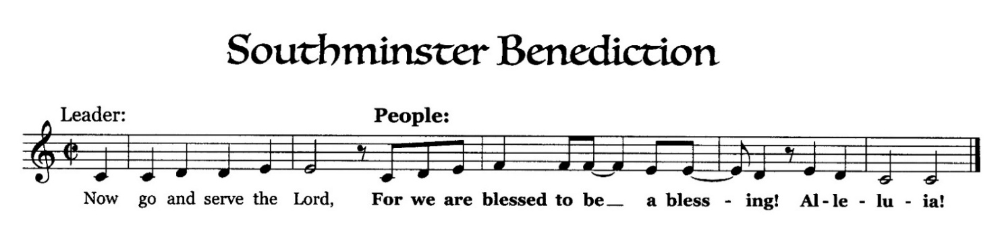 Southminster Benediction
Leader: People:
Now go and serve the Lord, For we are blessed to be_ a bless - ing! Al - le - lu - ia!